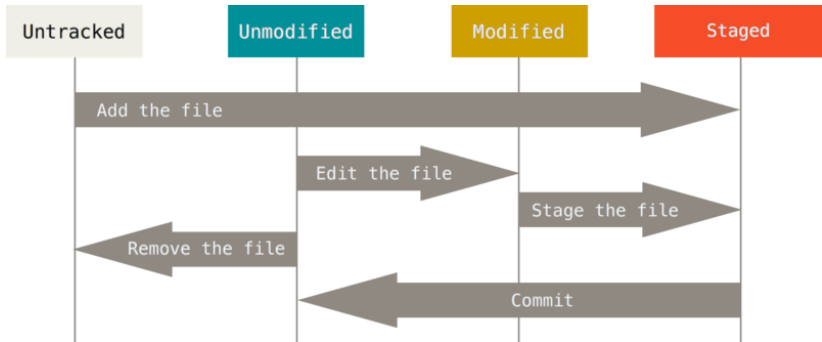 Untracked
Unmodified
Modified
Staged
Add the file
Edit the file
Stage the file
Remove the file
Commit